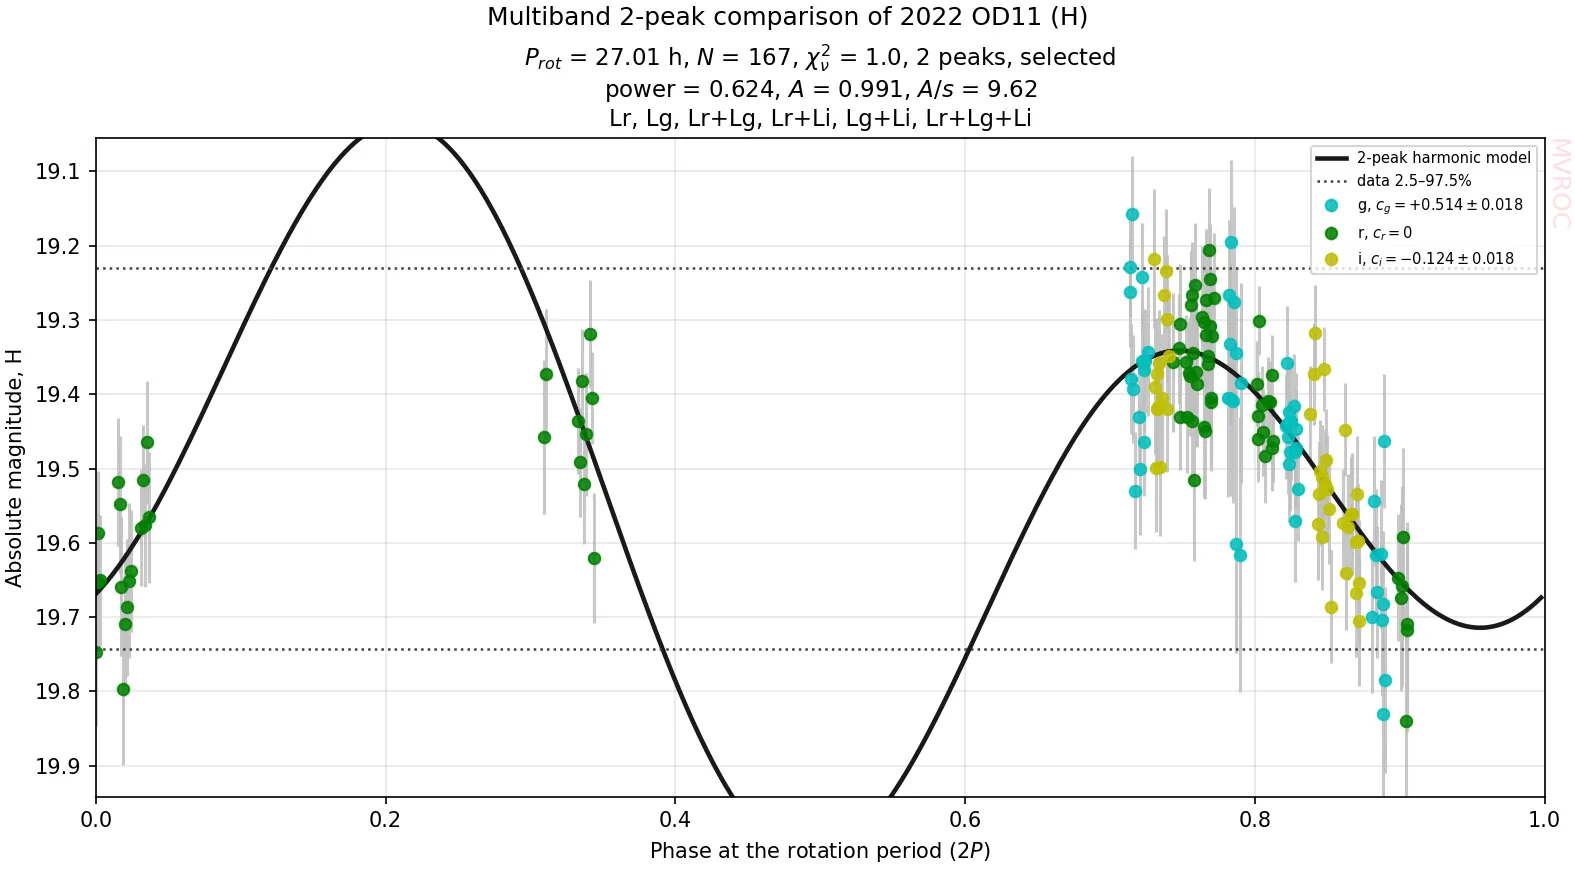 Multiband 2-peak comparison of 2022 OD11 (H)
P_rot = 27.01 h, N = 167, χ²_ν = 1.0, 2 peaks, selected
power = 0.624, A = 0.991, A/s = 9.62
Lr, Lg, Lr+Lg, Lr+Li, Lg+Li, Lr+Lg+Li
2-peak harmonic model
data 2.5–97.5%
g, c_g = +0.514 ± 0.018
r, c_r = 0
i, c_i = −0.124 ± 0.018
MVROC
Absolute magnitude, H
19.1
19.2
19.3
19.4
19.5
19.6
19.7
19.8
19.9
0.0 0.2 0.4 0.6 0.8 1.0
Phase at the rotation period (2P)